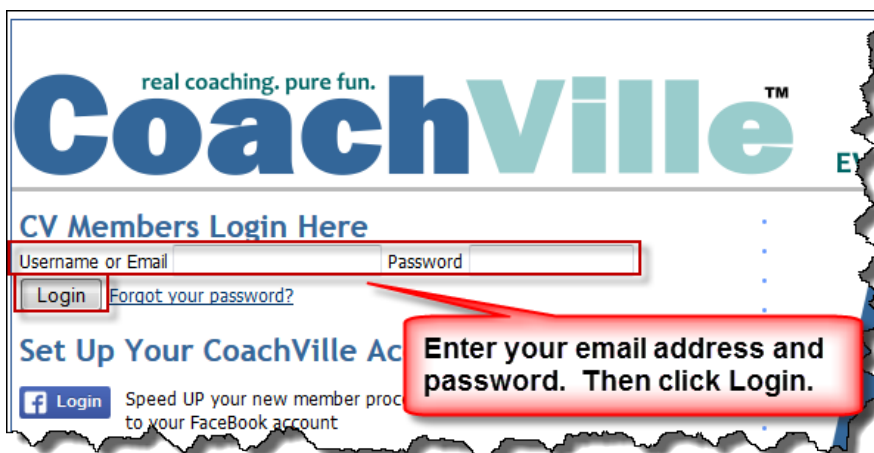 real coaching. pure fun.
CoachVille™
CV Members Login Here
Username or Email Password
Login Forgot your password?
Set Up Your CoachVille Ac
Enter your email address and
password. Then click Login.
f Login
Speed UP your new member proc
to your FaceBook account